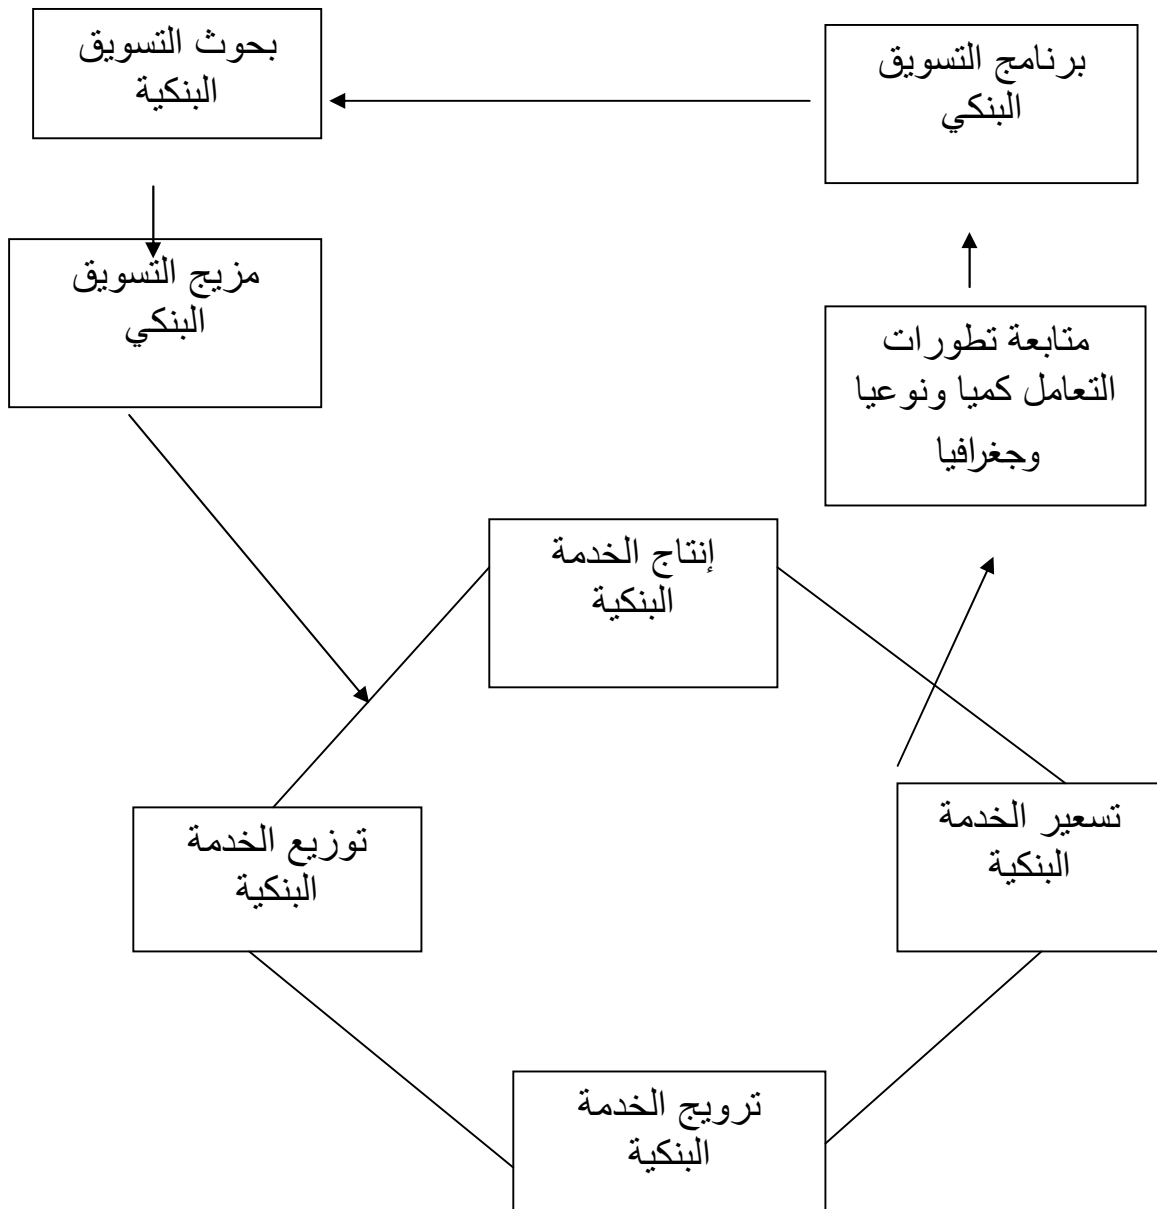 برنامج التسويق
البنكي
بحوث التسويق
البنكية
مزيج التسويق
البنكي
متابعة تطورات
التعامل كميا ونوعيا
وجغرافيا
إنتاج الخدمة
البنكية
تسعير الخدمة
البنكية
توزيع الخدمة
البنكية
ترويج الخدمة
البنكية